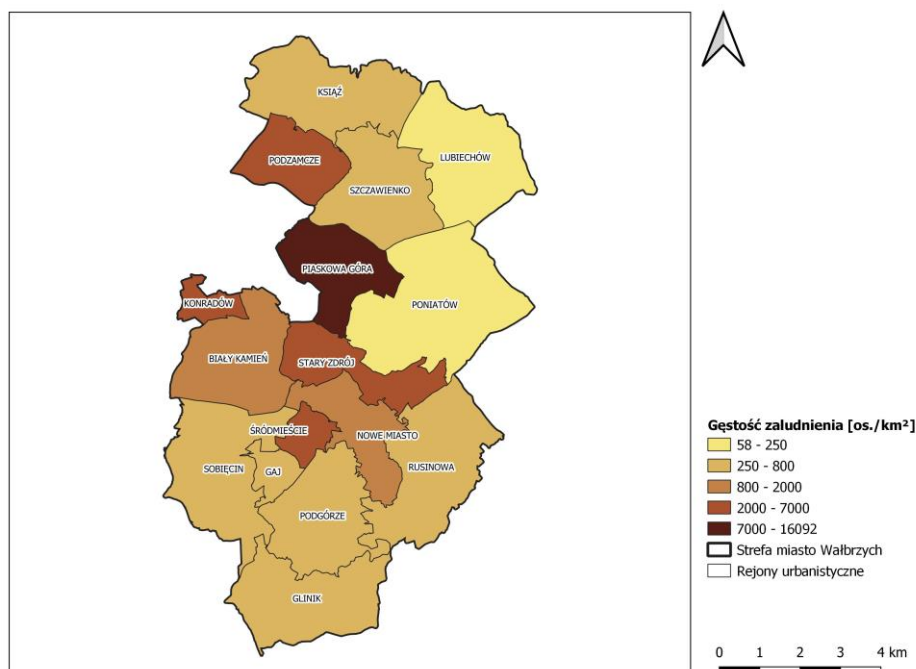 KSIĄŻ
LUBIECHÓW
PODZAMCZE
SZCZAWIENKO
PIASKOWA GÓRA
KONRADÓW
PONIATÓW
BIAŁY KAMIEŃ
STARY ZDRÓJ
ŚRÓDMIEŚCIE
NOWE MIASTO
SOBIĘCIN
GAJ
RUSINOWA
PODGÓRZE
GLINIK
Gęstość zaludnienia [os./km²]
58 - 250
250 - 800
800 - 2000
2000 - 7000
7000 - 16092
Strefa miasto Wałbrzych
Rejony urbanistyczne
0 1 2 3 4 km